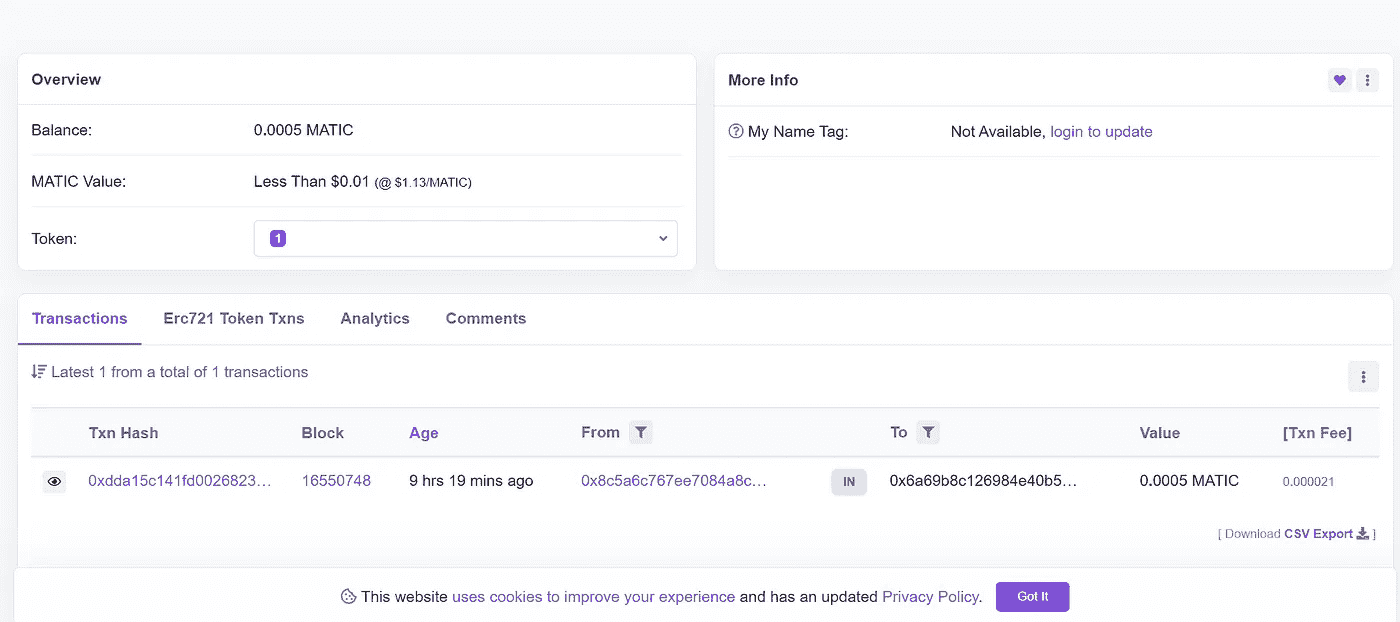 Overview
Balance: 0.0005 MATIC
MATIC Value: Less Than $0.01 (@ $1.13/MATIC)
Token: 1
More Info
My Name Tag: Not Available, login to update
Transactions Erc721 Token Txns Analytics Comments
Latest 1 from a total of 1 transactions
Txn Hash Block Age From To Value [Txn Fee]
0xdda15c141fd0026823... 16550748 9 hrs 19 mins ago 0x8c5a6c767ee7084a8c... IN 0x6a69b8c126984e40b5... 0.0005 MATIC 0.000021
[ Download CSV Export ]
This website uses cookies to improve your experience and has an updated Privacy Policy. Got It